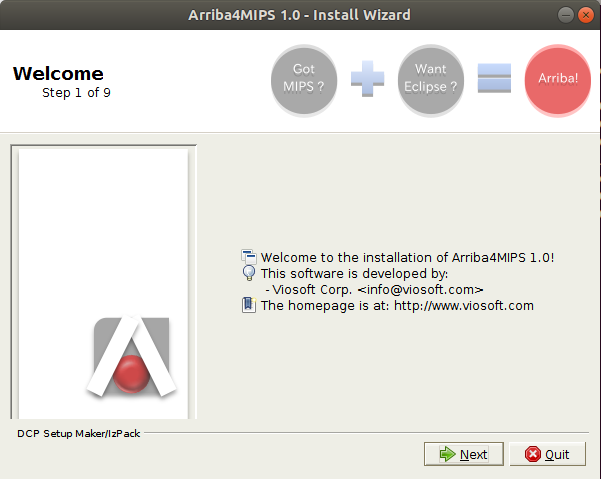 Arriba4MIPS 1.0 - Install Wizard
Welcome
Step 1 of 9
Got
MIPS ?
Want
Eclipse ?
Arriba!
Welcome to the installation of Arriba4MIPS 1.0!
This software is developed by:
- Viosoft Corp. <info@viosoft.com>
The homepage is at: http://www.viosoft.com
DCP Setup Maker/IzPack
Next
Quit